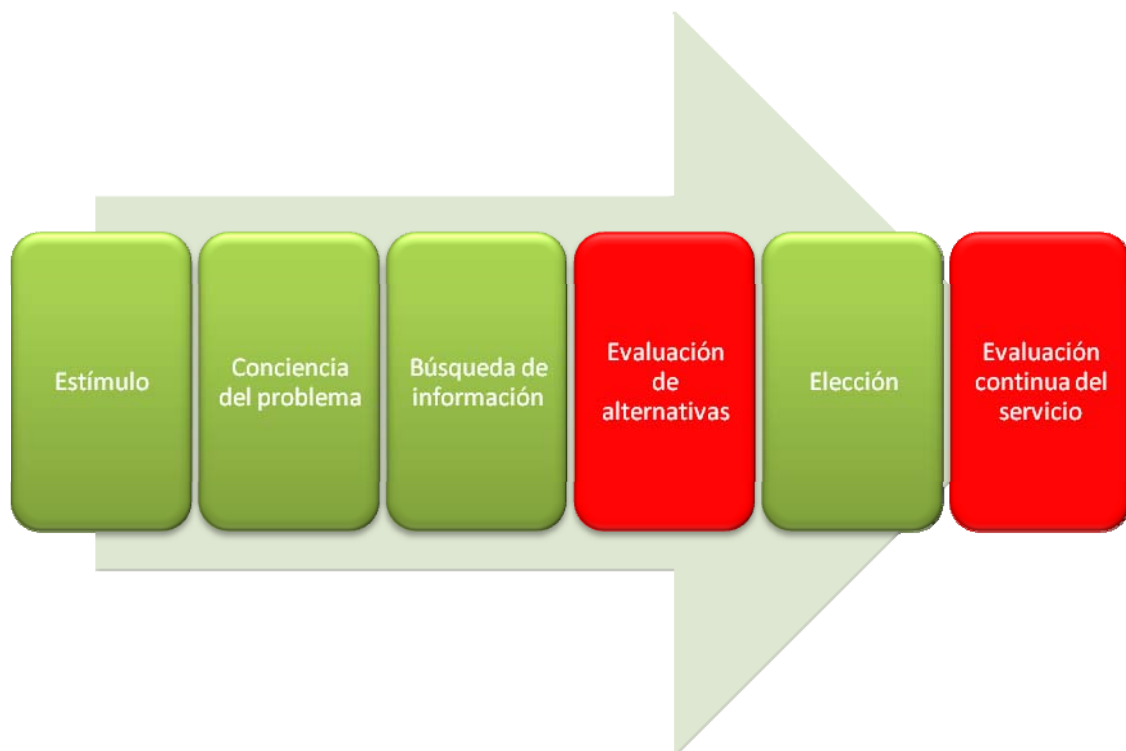 Estímulo
Conciencia
del problema
Búsqueda de
información
Evaluación
de
alternativas
Elección
Evaluación
continua del
servicio